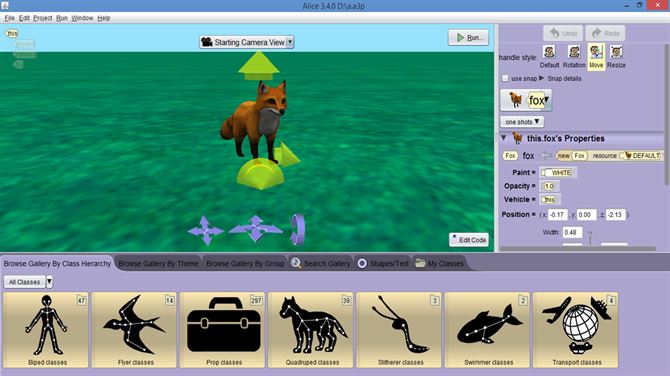 Alice 3.4.0 D:\a.a3p
File Edit Project Run Window Help
this
ground
Starting Camera View
Run...
Undo
Redo
handle style:
Default Rotation Move Resize
use snap Snap details
fox
one shots
this.fox's Properties
Fox fox new Fox resource DEFAULT
Paint = WHITE
Opacity = 1.0
Vehicle = this
Position = (x: -0.17, y: 0.00 z: -2.13)
Width: 0.48
Edit Code
Browse Gallery By Class Hierarchy
Browse Gallery By Theme
Browse Gallery By Group
Search Gallery
Shapes/Text
My Classes
All Classes
47
Biped classes
14
Flyer classes
297
Prop classes
39
Quadruped classes
3
Slitherer classes
2
Swimmer classes
4
Transport classes